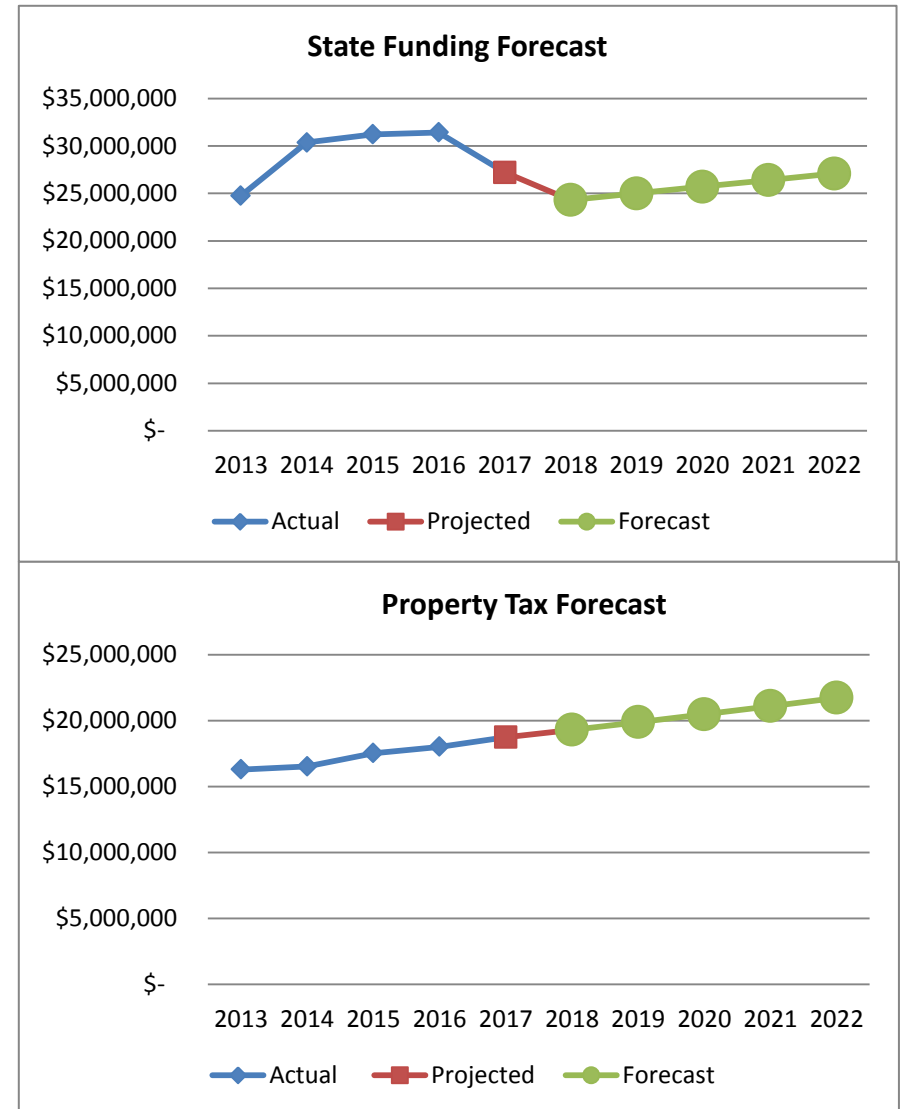 State Funding Forecast
$35,000,000
$30,000,000
$25,000,000
$20,000,000
$15,000,000
$10,000,000
$5,000,000
$-
2013 2014 2015 2016 2017 2018 2019 2020 2021 2022
Actual Projected Forecast
Property Tax Forecast
$25,000,000
$20,000,000
$15,000,000
$10,000,000
$5,000,000
$-
2013 2014 2015 2016 2017 2018 2019 2020 2021 2022
Actual Projected Forecast